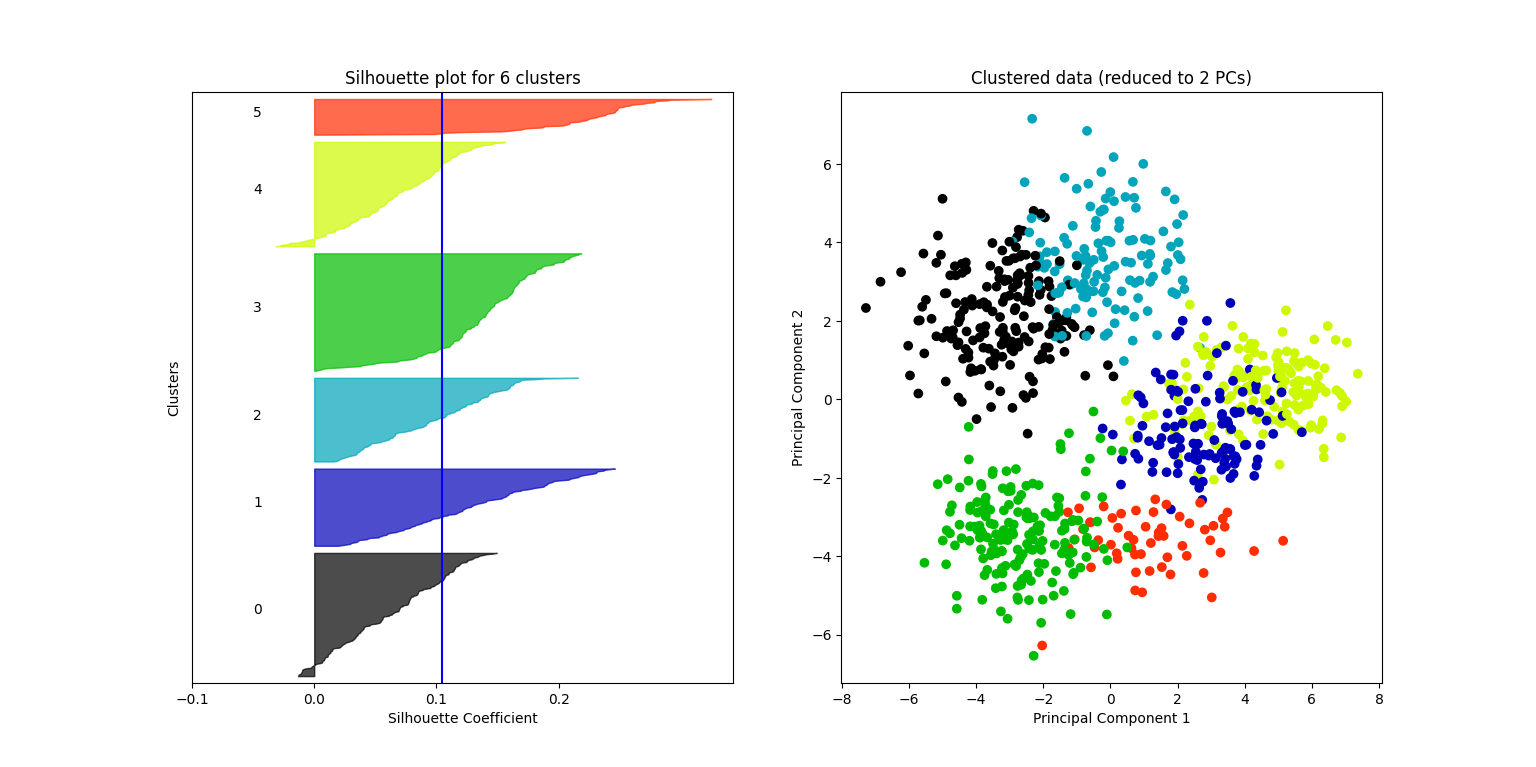 Silhouette plot for 6 clusters
5
4
3
2
1
0
Clusters
−0.1 0.0 0.1 0.2
Silhouette Coefficient
Clustered data (reduced to 2 PCs)
6
4
2
0
−2
−4
−6
Principal Component 2
−8 −6 −4 −2 0 2 4 6 8
Principal Component 1